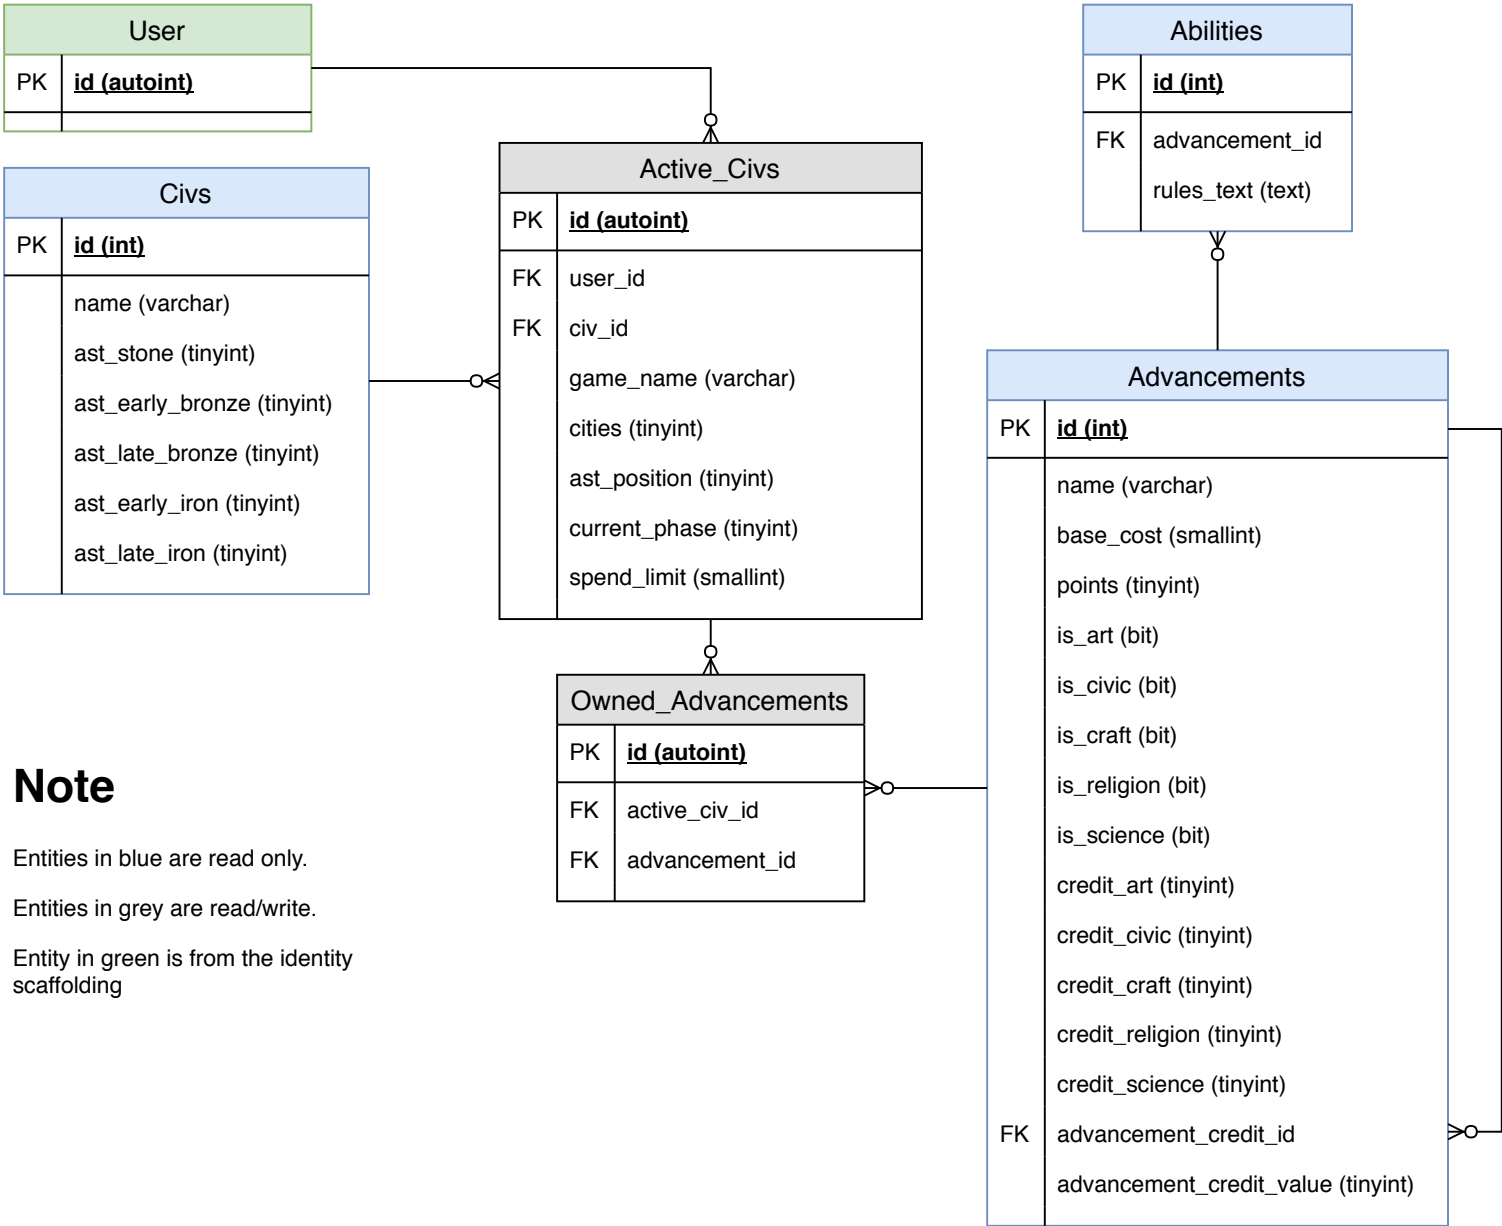 User
PK id (autoint)
Civs
PK id (int)
name (varchar)
ast_stone (tinyint)
ast_early_bronze (tinyint)
ast_late_bronze (tinyint)
ast_early_iron (tinyint)
ast_late_iron (tinyint)
Active_Civs
PK id (autoint)
FK user_id
FK civ_id
game_name (varchar)
cities (tinyint)
ast_position (tinyint)
current_phase (tinyint)
spend_limit (smallint)
Owned_Advancements
PK id (autoint)
FK active_civ_id
FK advancement_id
Abilities
PK id (int)
FK advancement_id
rules_text (text)
Advancements
PK id (int)
name (varchar)
base_cost (smallint)
points (tinyint)
is_art (bit)
is_civic (bit)
is_craft (bit)
is_religion (bit)
is_science (bit)
credit_art (tinyint)
credit_civic (tinyint)
credit_craft (tinyint)
credit_religion (tinyint)
credit_science (tinyint)
FK advancement_credit_id
advancement_credit_value (tinyint)
Note
Entities in blue are read only.
Entities in grey are read/write.
Entity in green is from the identity
scaffolding